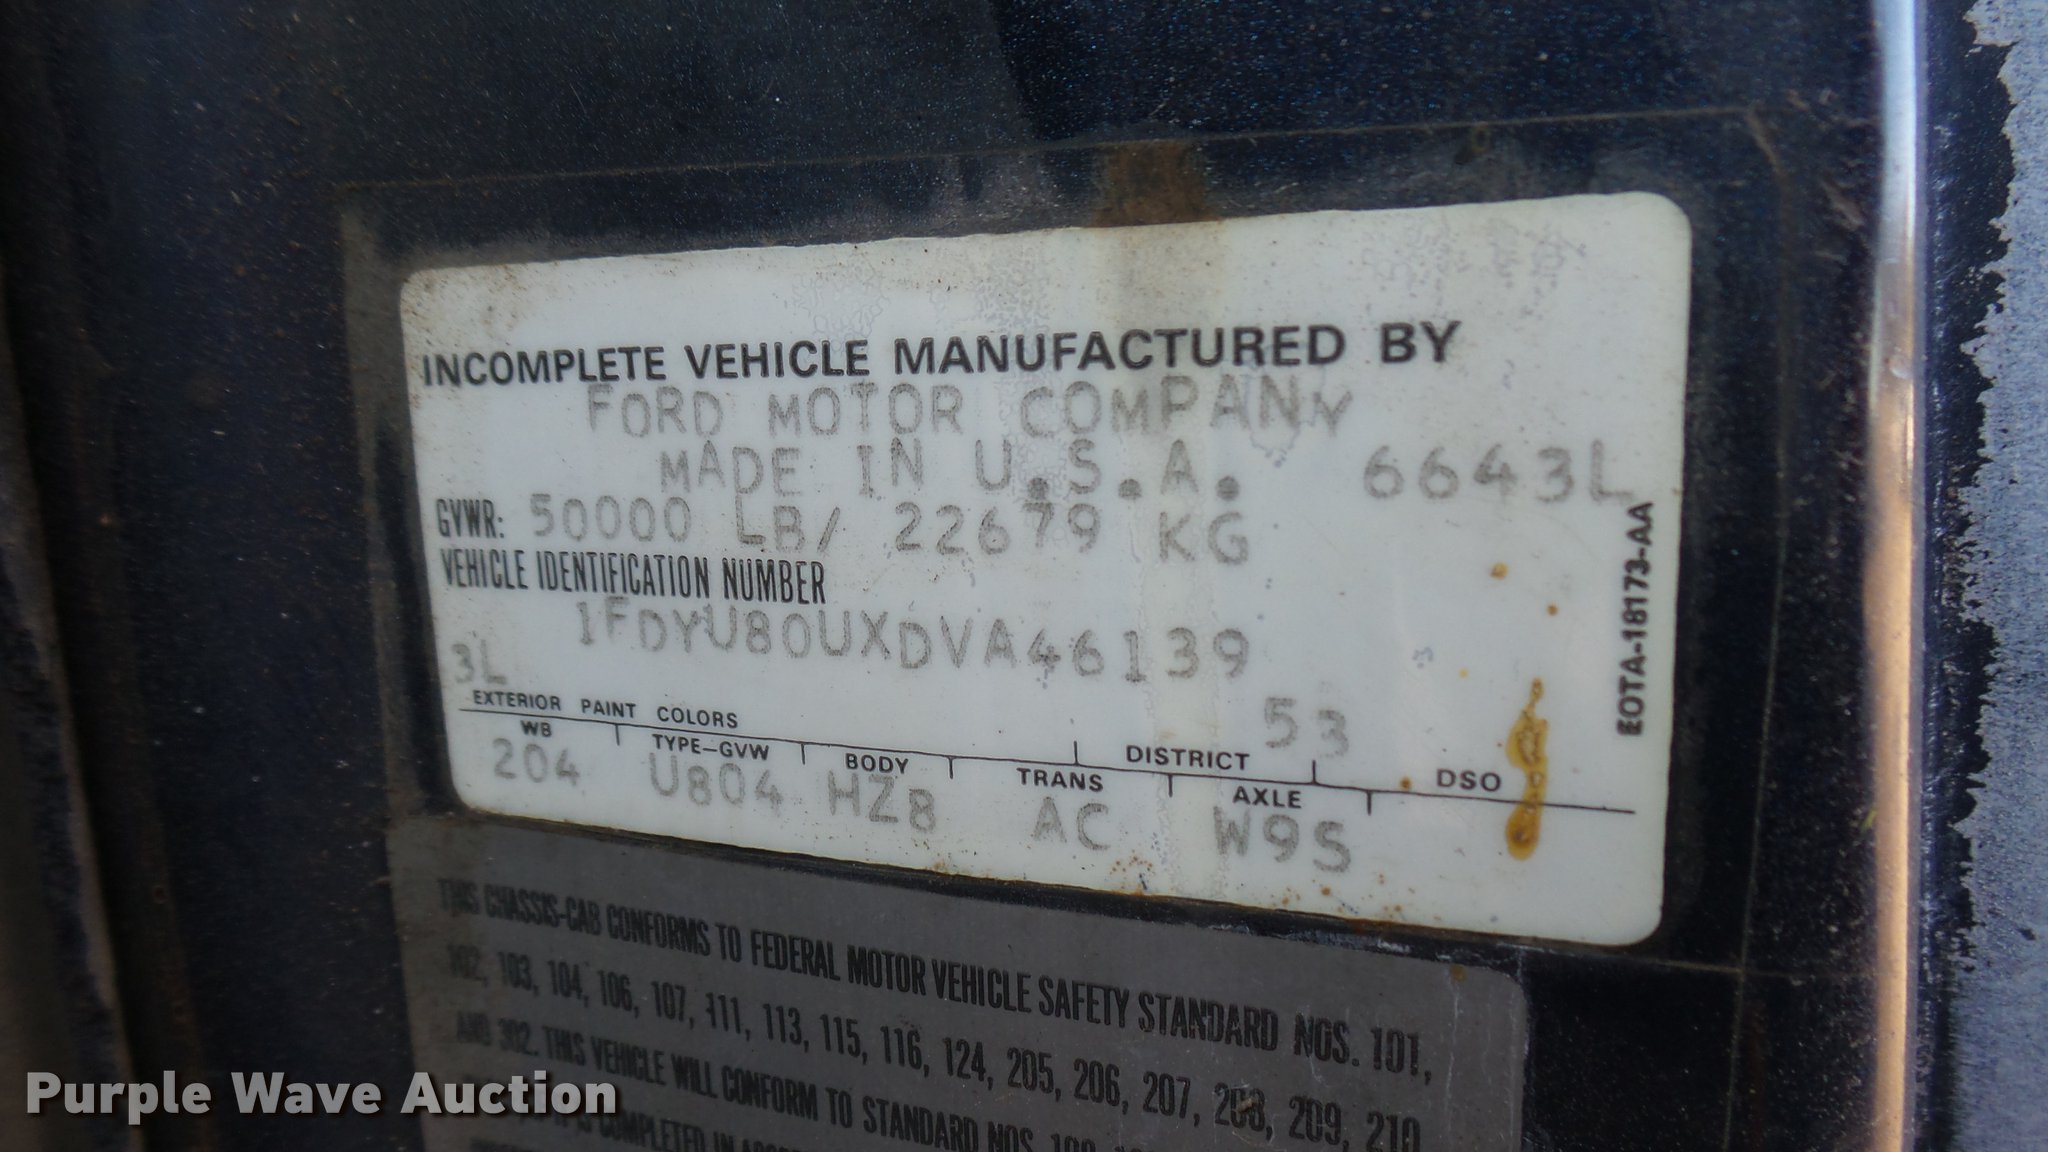 INCOMPLETE VEHICLE MANUFACTURED BY
FORD MOTOR COMPANY
MADE IN U.S.A. 6643L
GVWR: 50000 LB/ 22679 KG
VEHICLE IDENTIFICATION NUMBER
1FDYU80UXDVA46139
3L
EXTERIOR PAINT COLORS DISTRICT 53
WB TYPE-GVW BODY TRANS AXLE DSO
204 U804 HZB AC W9S
EOTA-18173-AA
THIS CHASSIS-CAB CONFORMS TO FEDERAL MOTOR VEHICLE SAFETY STANDARD NOS. 101,
102, 103, 104, 106, 107, 111, 113, 115, 116, 124, 205, 206, 207, 208, 209, 210
AND 302. THIS VEHICLE WILL CONFORM TO STANDARD NOS.
COMPLETED IN
Purple Wave Auction